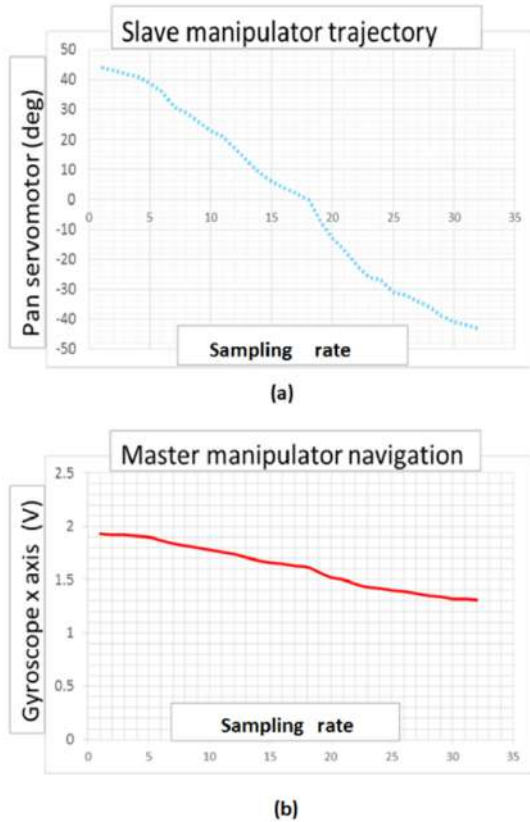 Slave manipulator trajectory
Pan servomotor (deg)
50
40
30
20
10
0
-10
-20
-30
-40
-50
0 5 10 15 20 25 30 35
Sampling rate
(a)
Master manipulator navigation
Gyroscope x axis (V)
2.5
2
1.5
1
0.5
0
0 5 10 15 20 25 30 35
Sampling rate
(b)